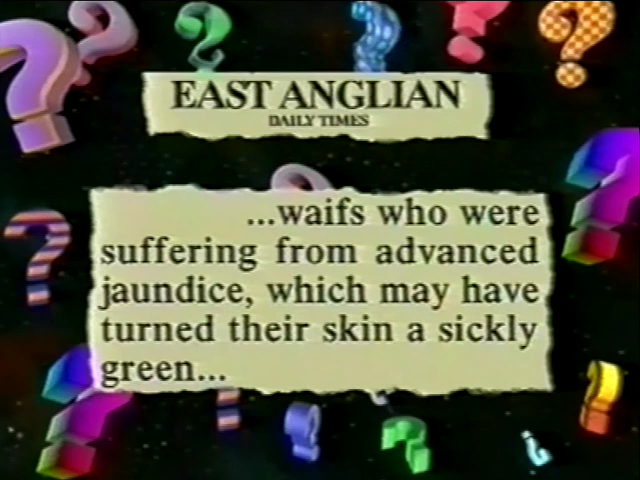 EAST ANGLIAN
DAILY TIMES
...waifs who were
suffering from advanced
jaundice, which may have
turned their skin a sickly
green...